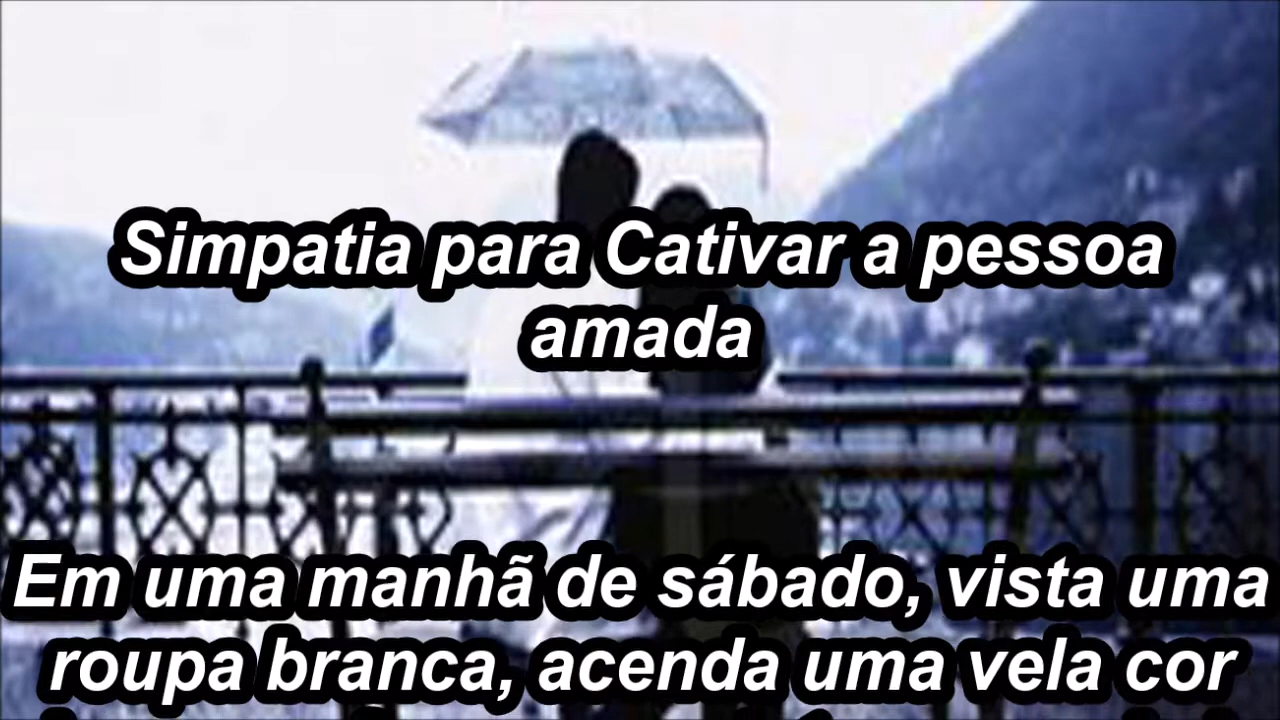 Simpatia para Cativar a pessoa
amada
Em uma manhã de sábado, vista uma
roupa branca, acenda uma vela cor